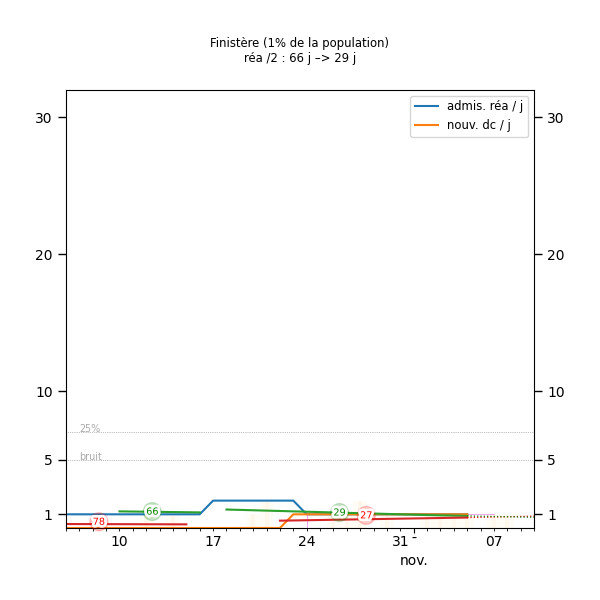 Finistère (1% de la population)
réa /2 : 66 j –> 29 j
admis. réa / j
nouv. dc / j
30 30
20 20
10 10
25%
5 5
bruit
1 1
78 66 29 27
10 17 24 31 - 07
nov.